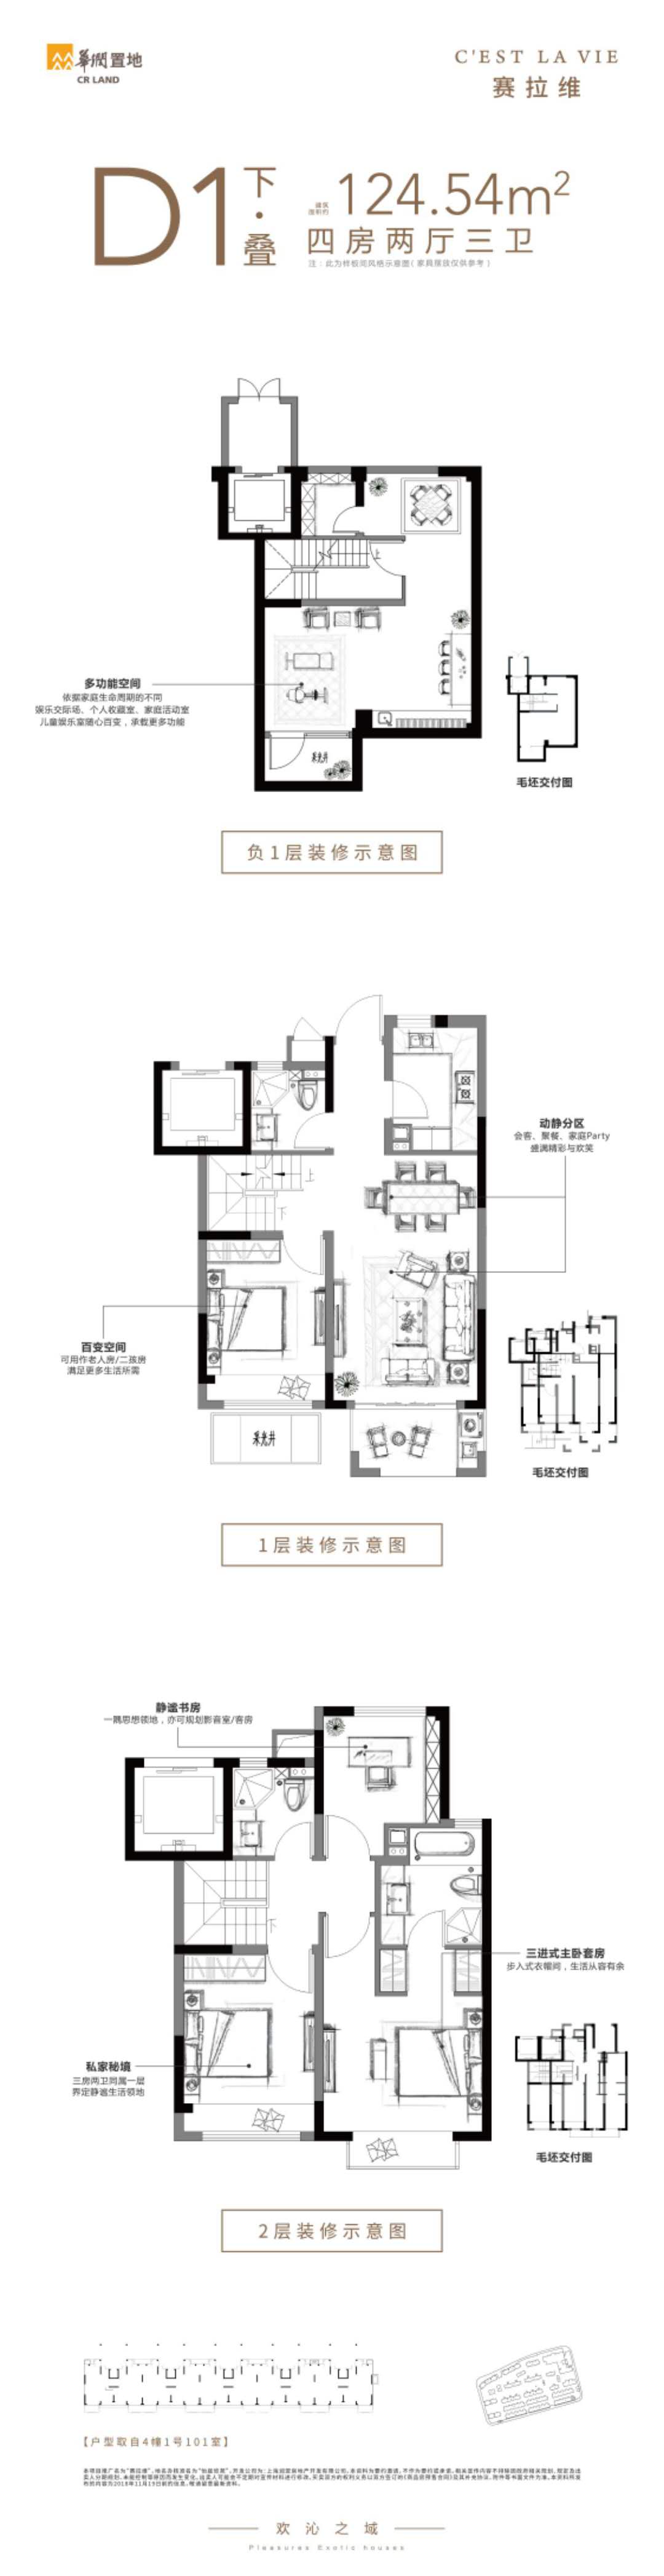 華潤置地
CR LAND
C'EST LA VIE
赛拉维
D1
下·叠
建筑面积约
124.54m²
四房两厅三卫
注：此为样板间风格示意图（家具摆放仅供参考）
上
多功能空间
依据家庭生命周期的不同
娱乐交际场、个人收藏室、家庭活动室
儿童娱乐室随心百变，承载更多功能
采光井
毛坯交付图
负1层装修示意图
动静分区
会客、聚餐、家庭Party
盛满精彩与欢笑
上
下
百变空间
可用作老人房/二孩房
满足更多生活所需
采光井
毛坯交付图
1层装修示意图
静谧书房
一隅思想领地，亦可规划影音室/客房
下
三进式主卧套房
步入式衣帽间，生活从容有余
私家秘境
三房两卫同属一层
界定静谧生活领地
毛坯交付图
2层装修示意图
【户型取自4幢1号101室】
欢沁之域
Pleasures Exotic houses